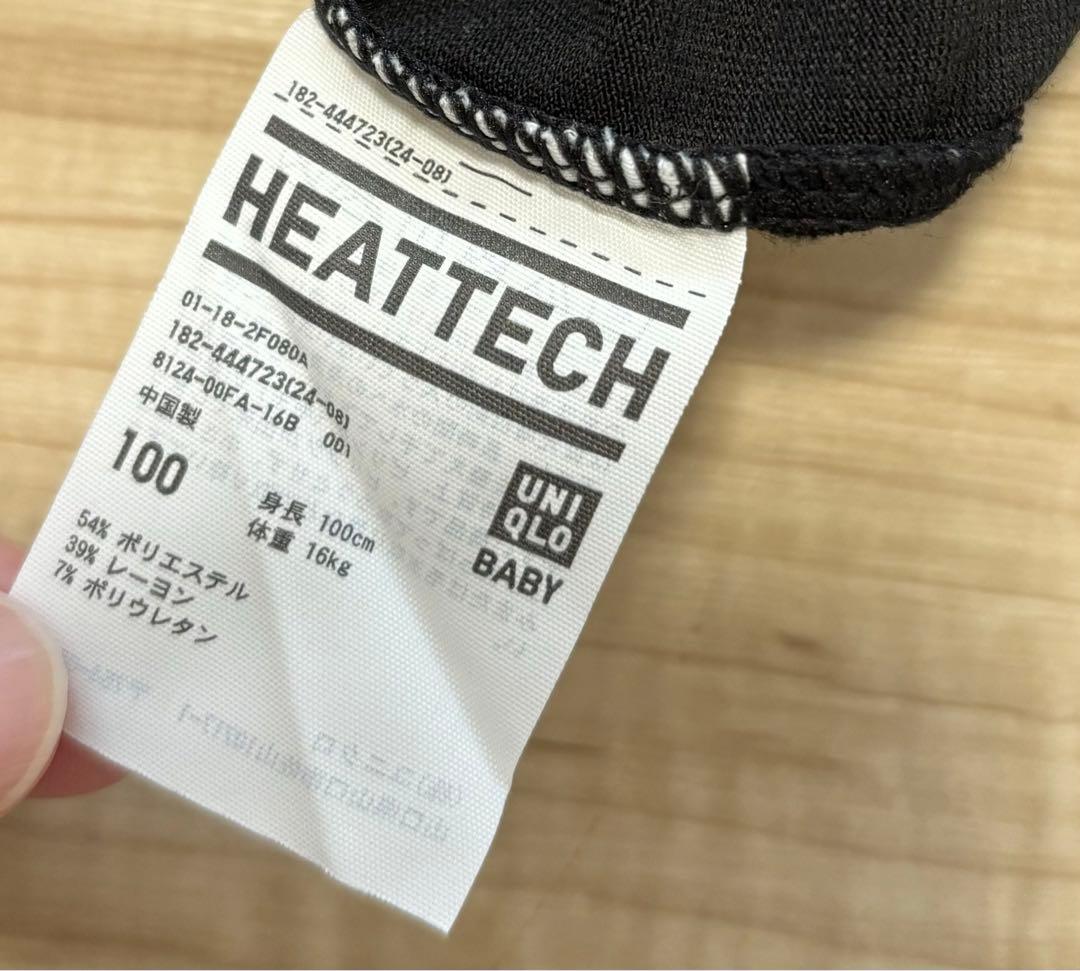 182-444723(24-08)
HEATTECH
01-18-2F080A
182-444723(24-08)
8124-00FA-16B 001
中国製
100
身長 100cm
体重 16kg
54% ポリエステル
39% レーヨン
7% ポリウレタン
UNI
QLO
BABY